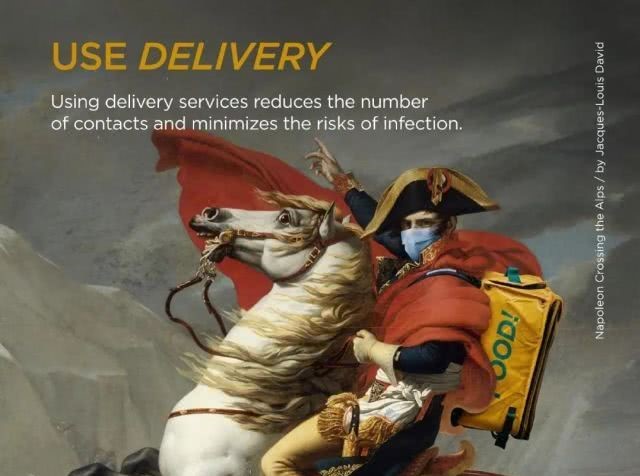 USE DELIVERY
Using delivery services reduces the number
of contacts and minimizes the risks of infection.
Napoleon Crossing the Alps / by Jacques-Louis David
FOOD!